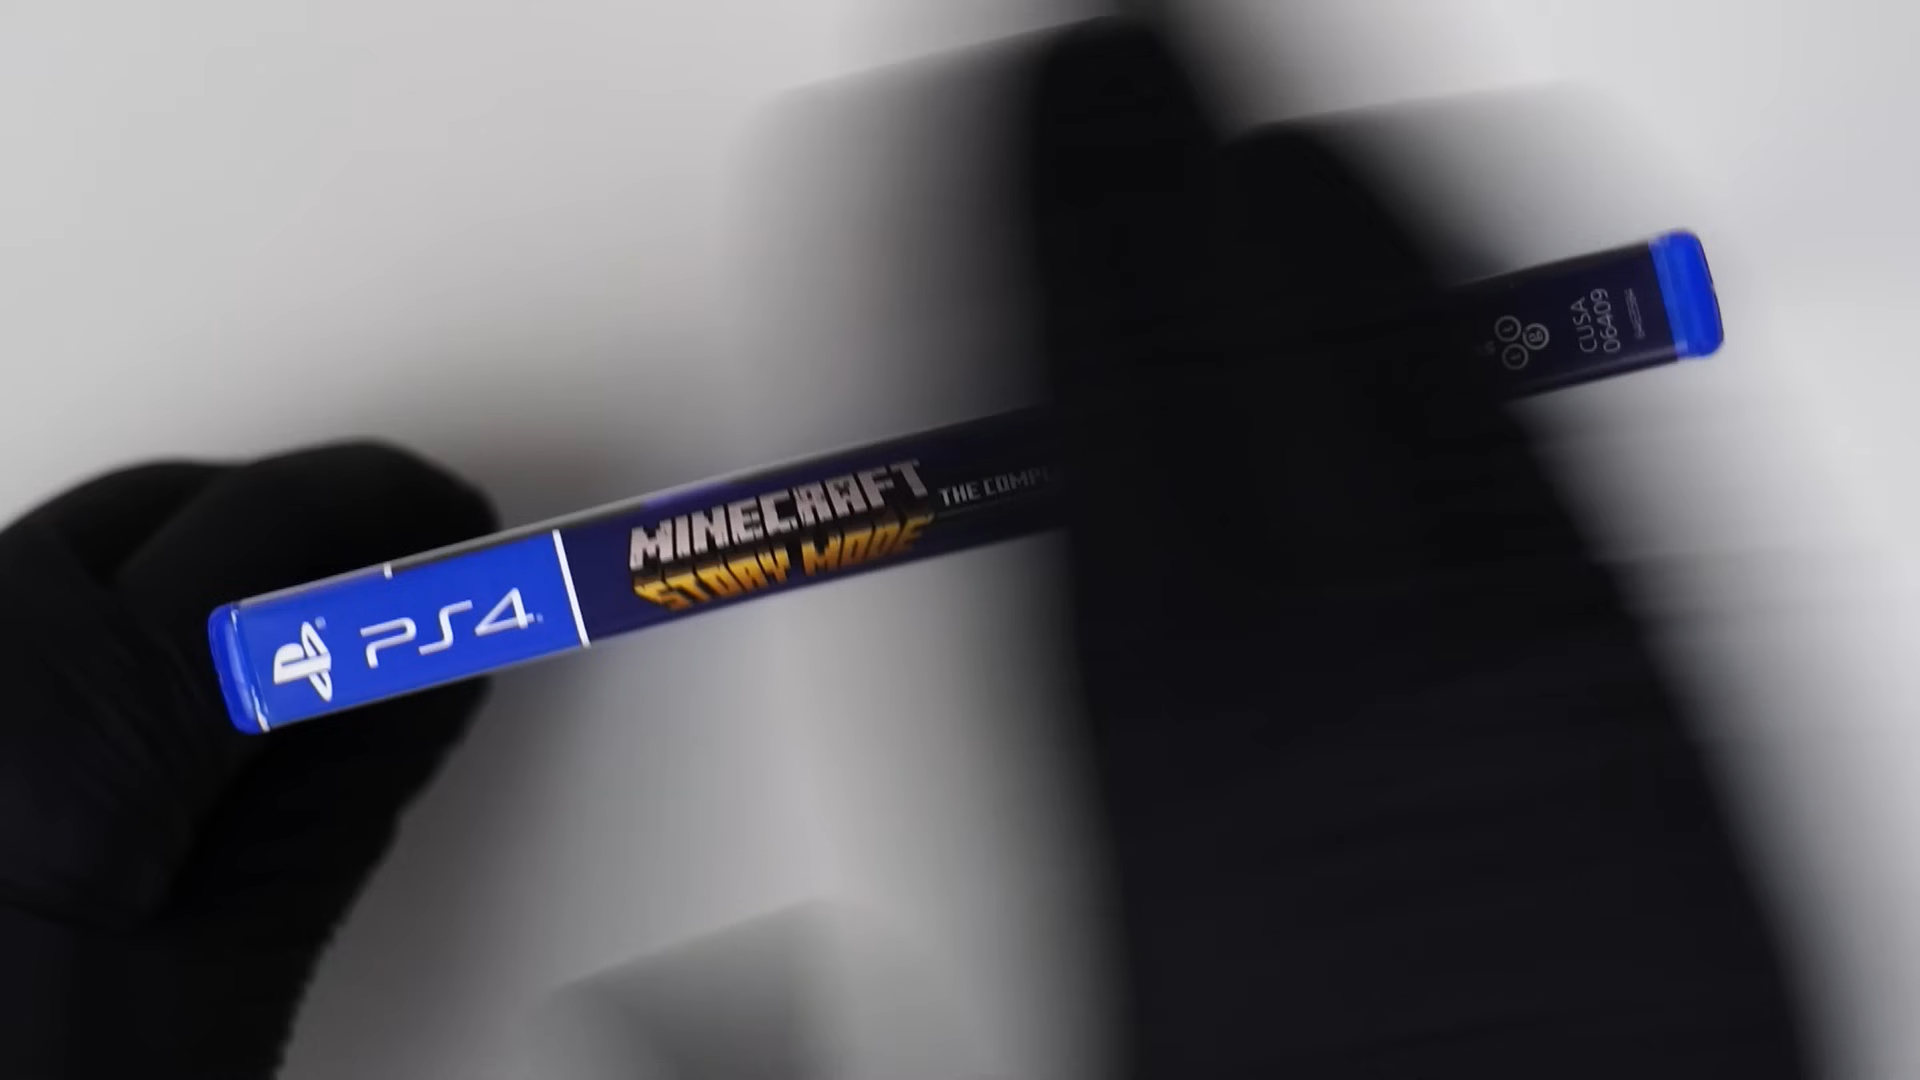 PS4
MINECRAFT
STORY MODE
THE COMPL
CUSA
06409